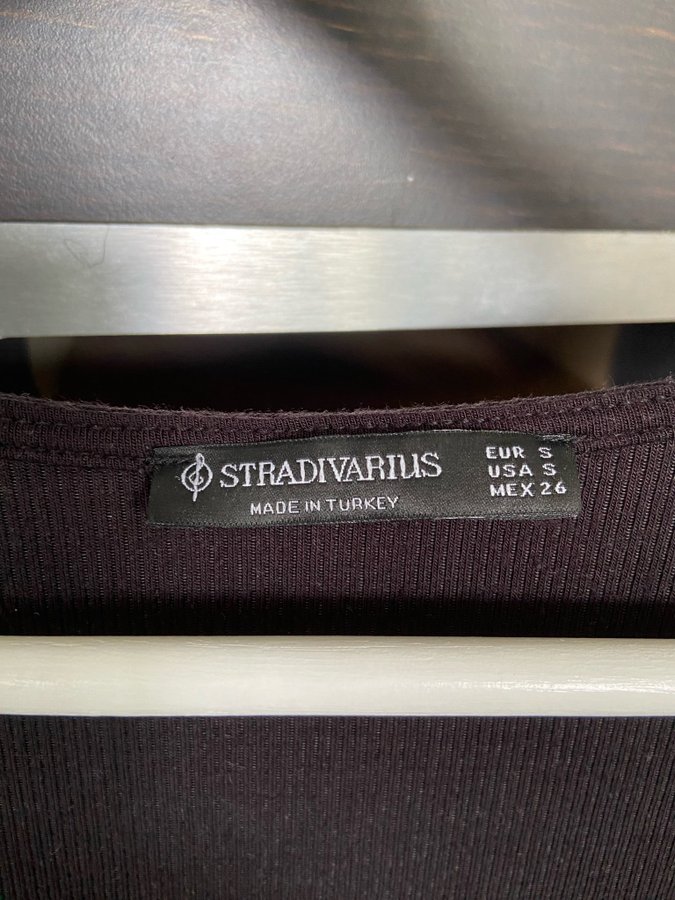 STRADIVARIUS
MADE IN TURKEY
EUR S
USA S
MEX 26